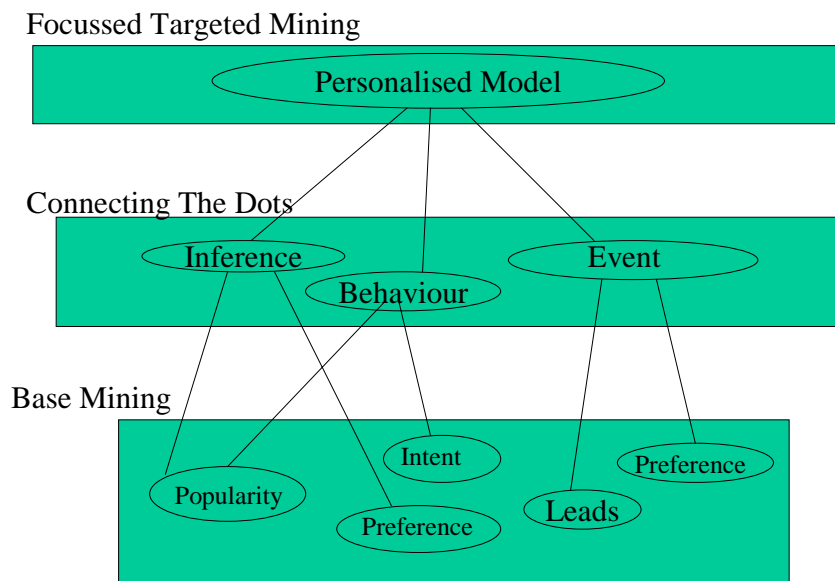 Focussed Targeted Mining
Personalised Model
Connecting The Dots
Inference
Event
Behaviour
Base Mining
Intent
Preference
Popularity
Leads
Preference